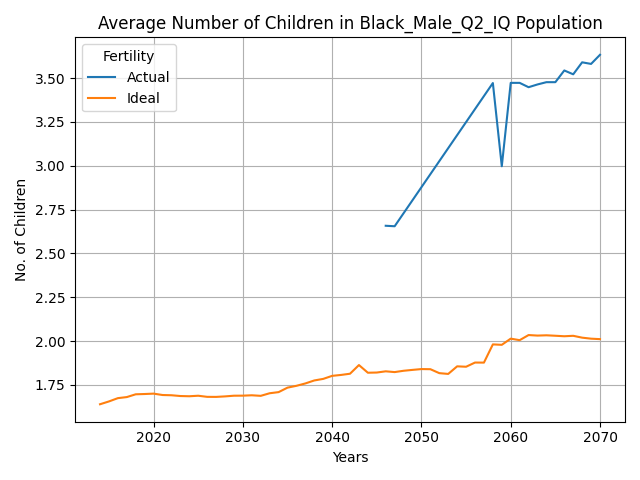 Average Number of Children in Black_Male_Q2_IQ Population
Fertility
Actual
Ideal
3.50
3.25
3.00
2.75
2.50
2.25
2.00
1.75
No. of Children
2020 2030 2040 2050 2060 2070
Years